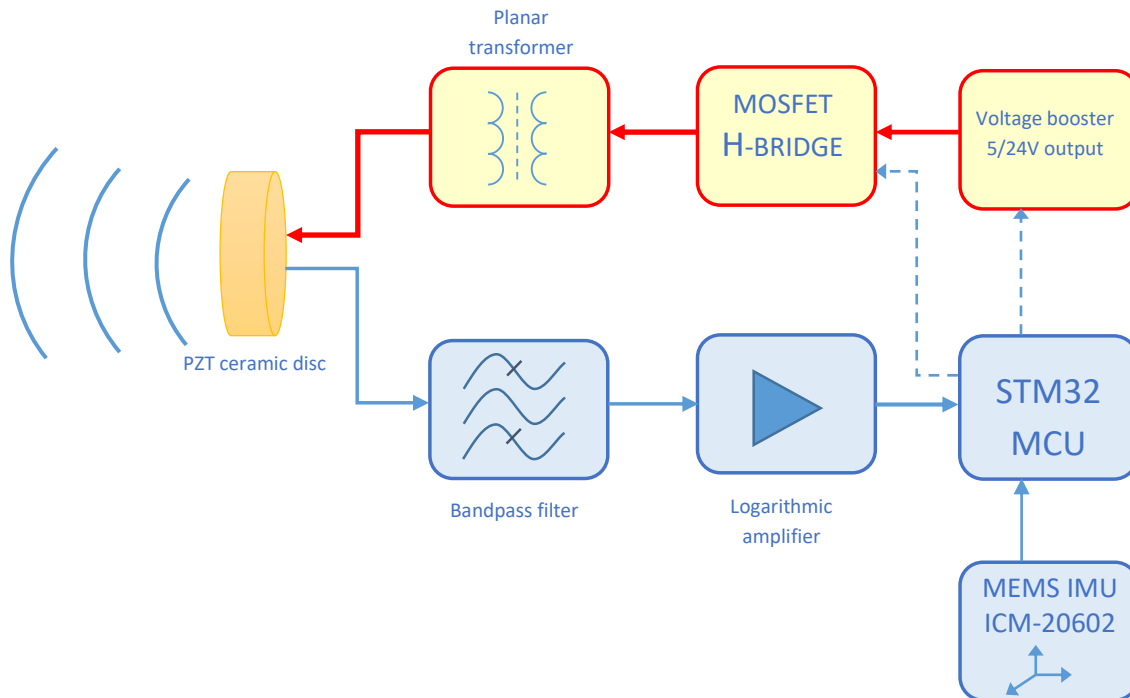 Planar
transformer
MOSFET
H-BRIDGE
Voltage booster
5/24V output
PZT ceramic disc
Bandpass filter
Logarithmic
amplifier
STM32
MCU
MEMS IMU
ICM-20602